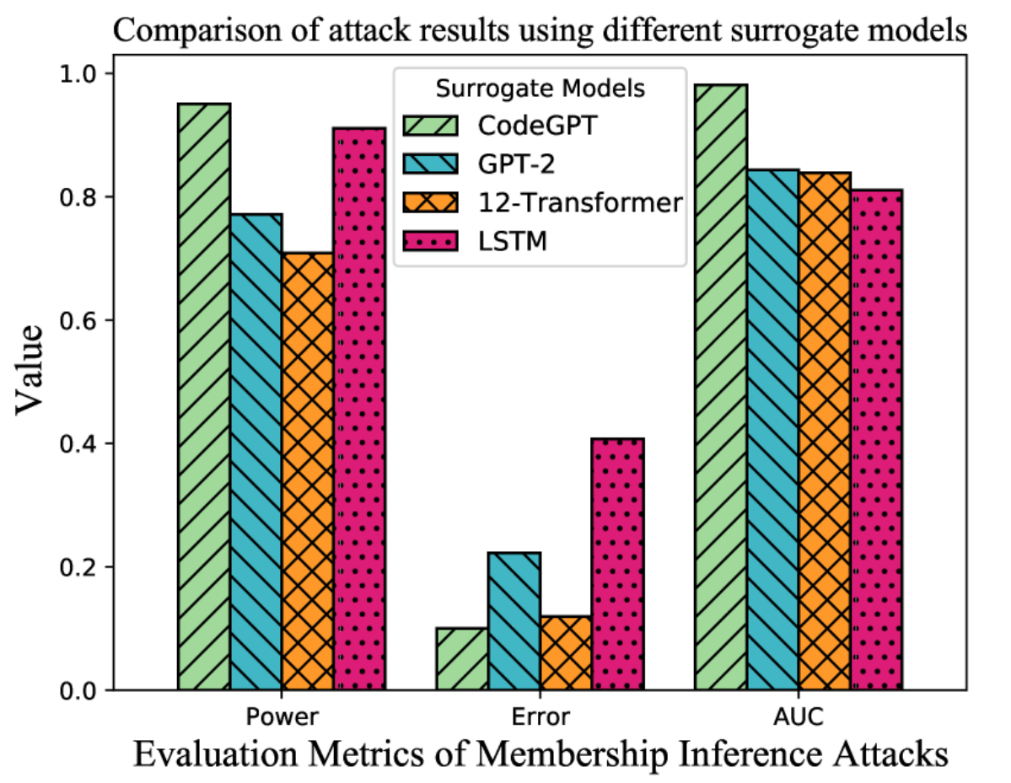 Comparison of attack results using different surrogate models
Value
1.0
0.8
0.6
0.4
0.2
0.0
Surrogate Models
CodeGPT
GPT-2
12-Transformer
LSTM
Power
Error
AUC
Evaluation Metrics of Membership Inference Attacks